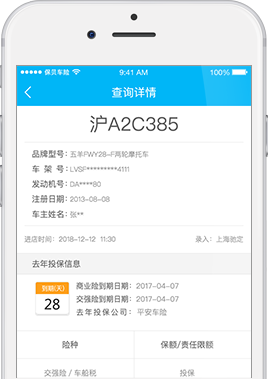 保贝车险 9:41 AM 100%
查询详情
沪A2C385
品牌型号：五羊FWY28-F两轮摩托车
车 架 号：LVSF*********4111
发动机号：DA****80
注册日期：2013-08-08
车主姓名：张**
进店时间：2018-12-12 11:30 录入：上海驰定
去年投保信息
到期(天)
28
商业险到期日期：2017-04-07
交强险到期日期：2017-04-07
去年投保公司：平安车险
险种 保额/责任限额
交强险 / 车船税 投保